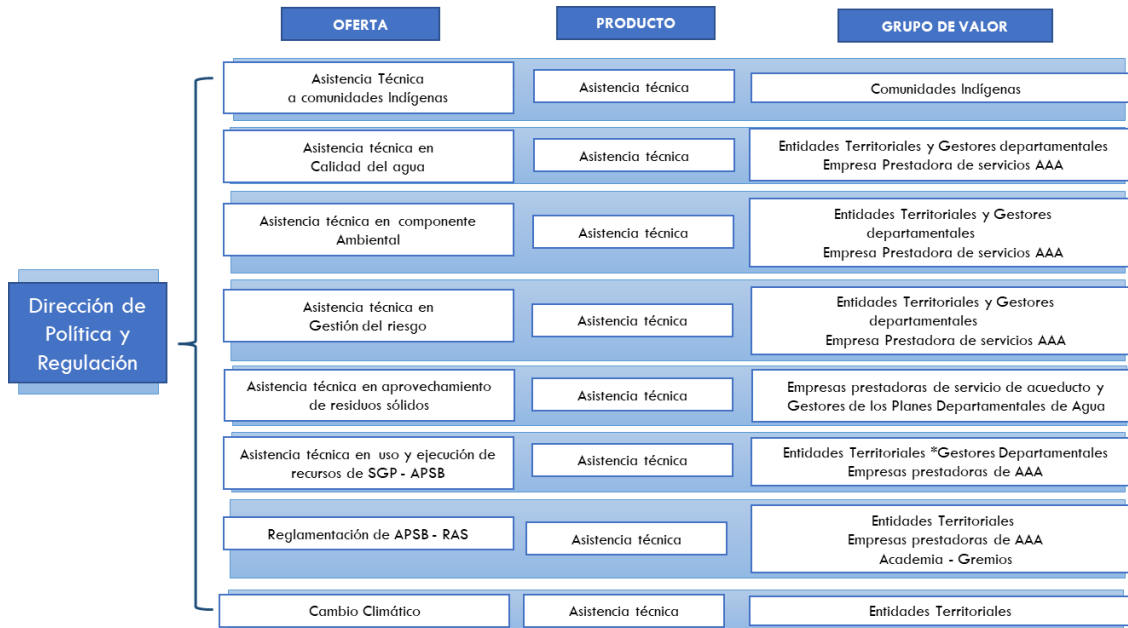 OFERTA
PRODUCTO
GRUPO DE VALOR
Dirección de
Política y
Regulación
Asistencia Técnica
a comunidades Indígenas
Asistencia técnica
Comunidades Indígenas
Asistencia técnica en
Calidad del agua
Asistencia técnica
Entidades Territoriales y Gestores departamentales
Empresa Prestadora de servicios AAA
Asistencia técnica en componente
Ambiental
Asistencia técnica
Entidades Territoriales y Gestores
departamentales
Empresa Prestadora de servicios AAA
Asistencia técnica en
Gestión del riesgo
Asistencia técnica
Entidades Territoriales y Gestores
departamentales
Empresa Prestadora de servicios AAA
Asistencia técnica en aprovechamiento
de residuos sólidos
Asistencia técnica
Empresas prestadoras de servicio de acueducto y
Gestores de los Planes Departamentales de Agua
Asistencia técnica en uso y ejecución de
recursos de SGP - APSB
Asistencia técnica
Entidades Territoriales *Gestores Departamentales
Empresas prestadoras de AAA
Reglamentación de APSB - RAS
Asistencia técnica
Entidades Territoriales
Empresas prestadoras de AAA
Academia - Gremios
Cambio Climático
Asistencia técnica
Entidades Territoriales